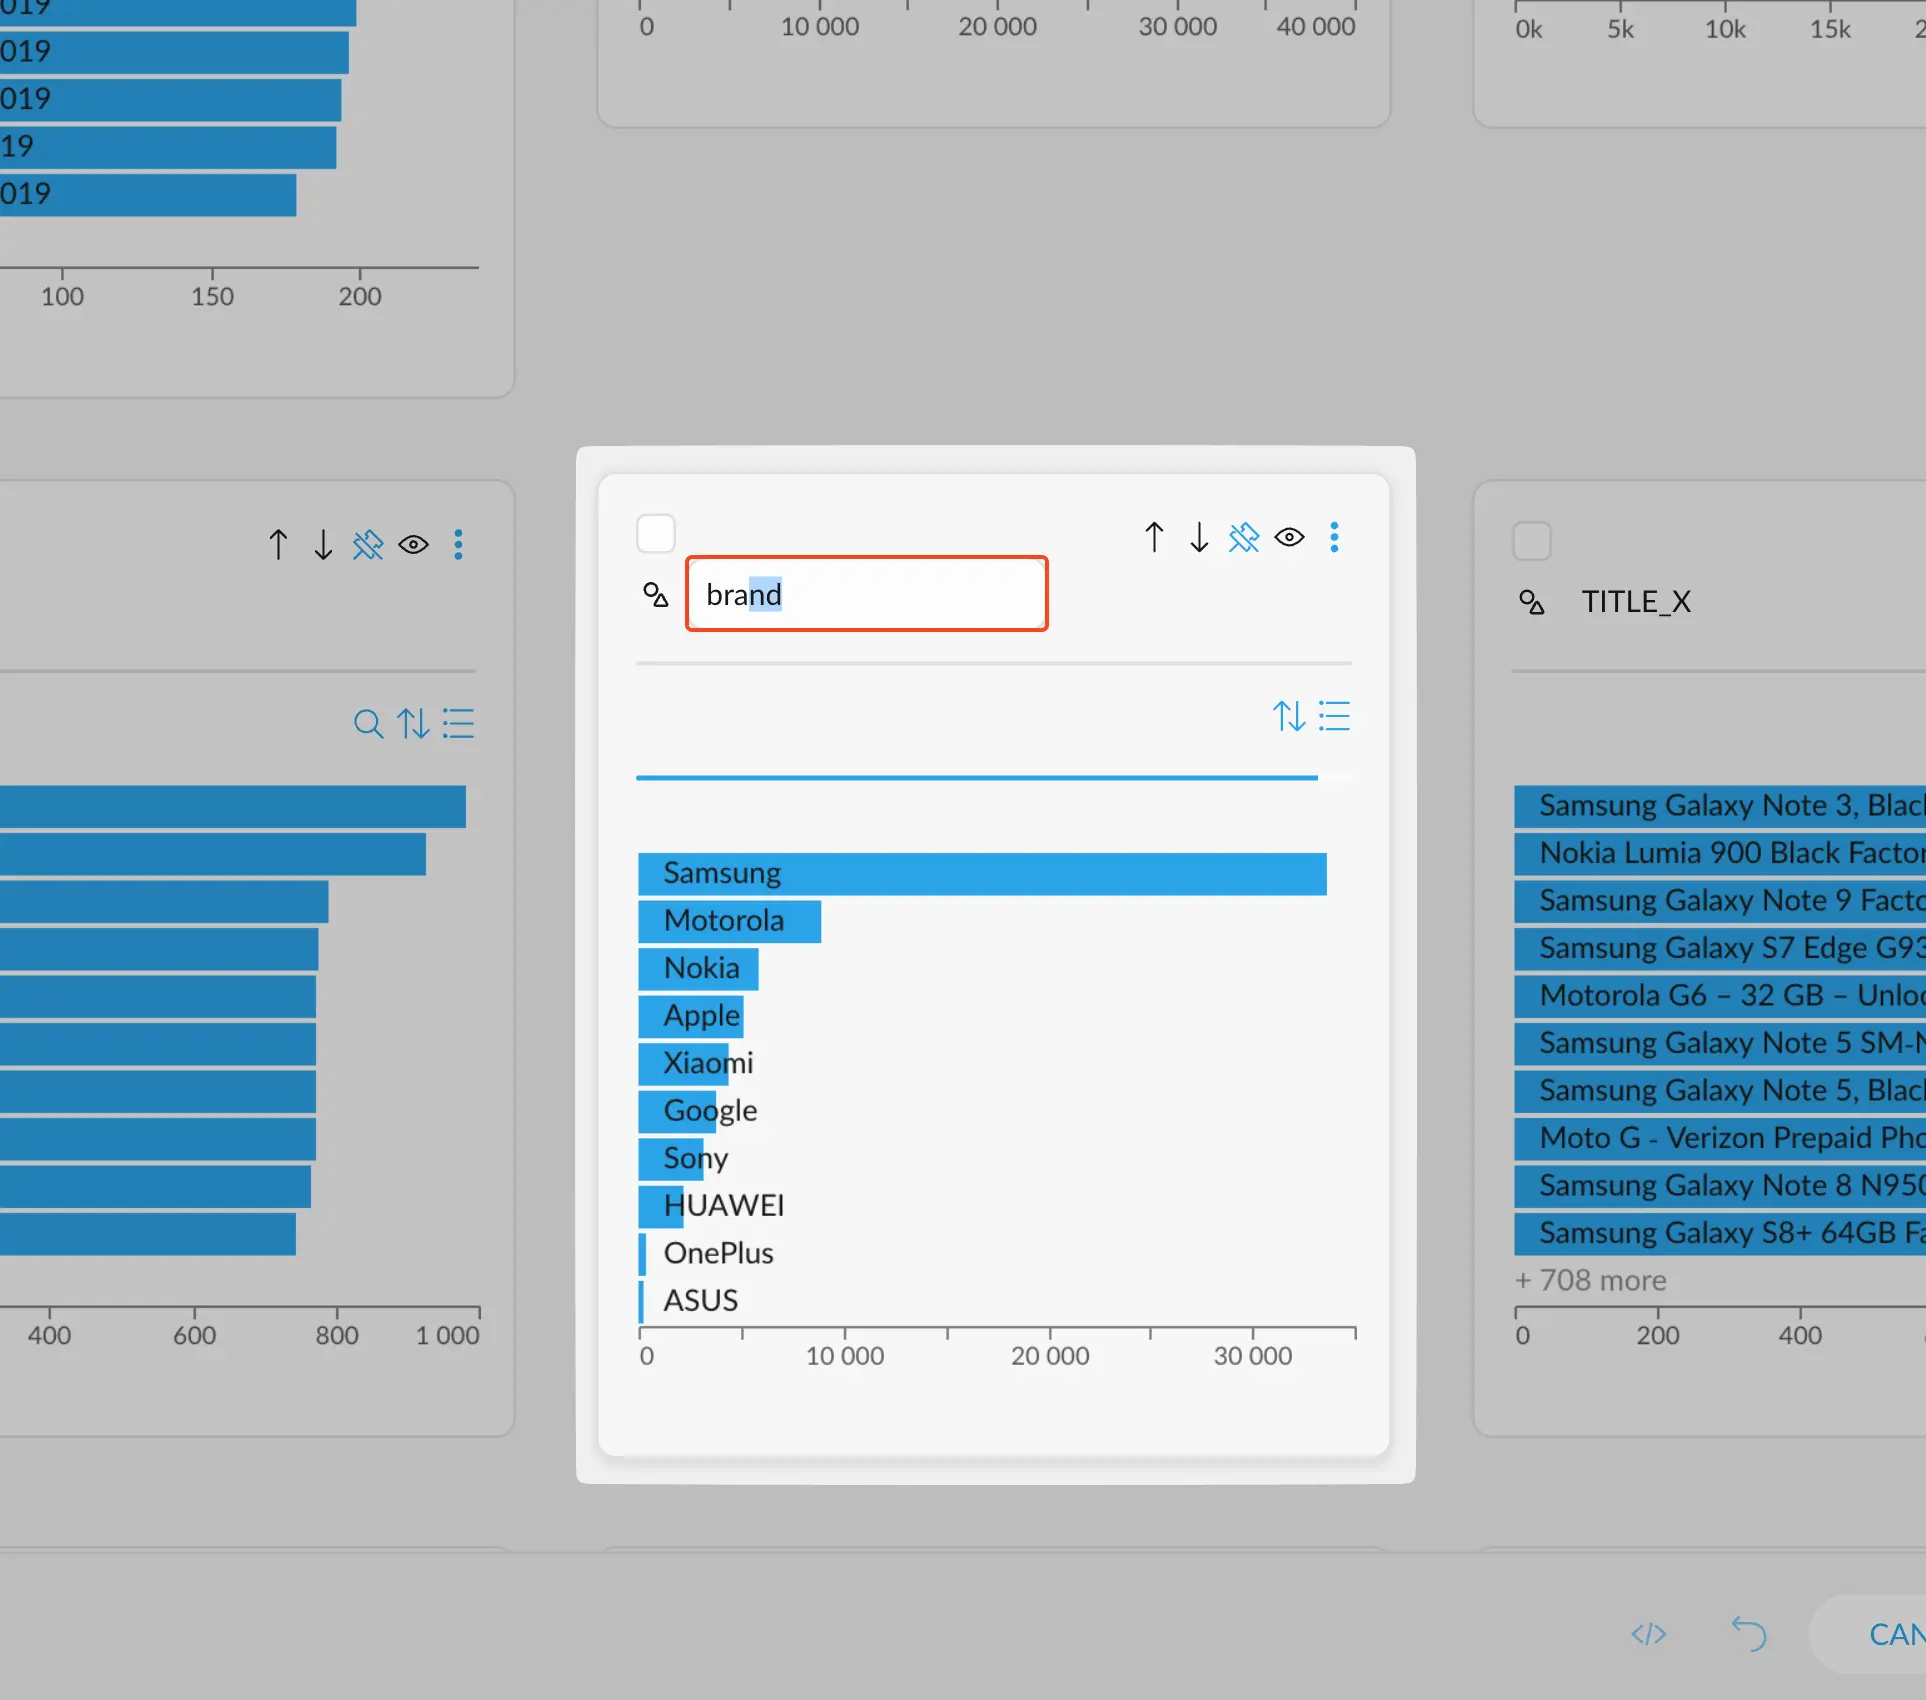 019
019
019
19
019
100 150 200
0 10 000 20 000 30 000 40 000
0k 5k 10k 15k
brand
Samsung
Motorola
Nokia
Apple
Xiaomi
Google
Sony
HUAWEI
OnePlus
ASUS
0 10 000 20 000 30 000
400 600 800 1 000
TITLE_X
Samsung Galaxy Note 3, Blac
Nokia Lumia 900 Black Factor
Samsung Galaxy Note 9 Facto
Samsung Galaxy S7 Edge G93
Motorola G6 – 32 GB – Unloc
Samsung Galaxy Note 5 SM-N
Samsung Galaxy Note 5, Blac
Moto G - Verizon Prepaid Pho
Samsung Galaxy Note 8 N950
Samsung Galaxy S8+ 64GB Fa
+ 708 more
0 200 400
CAN